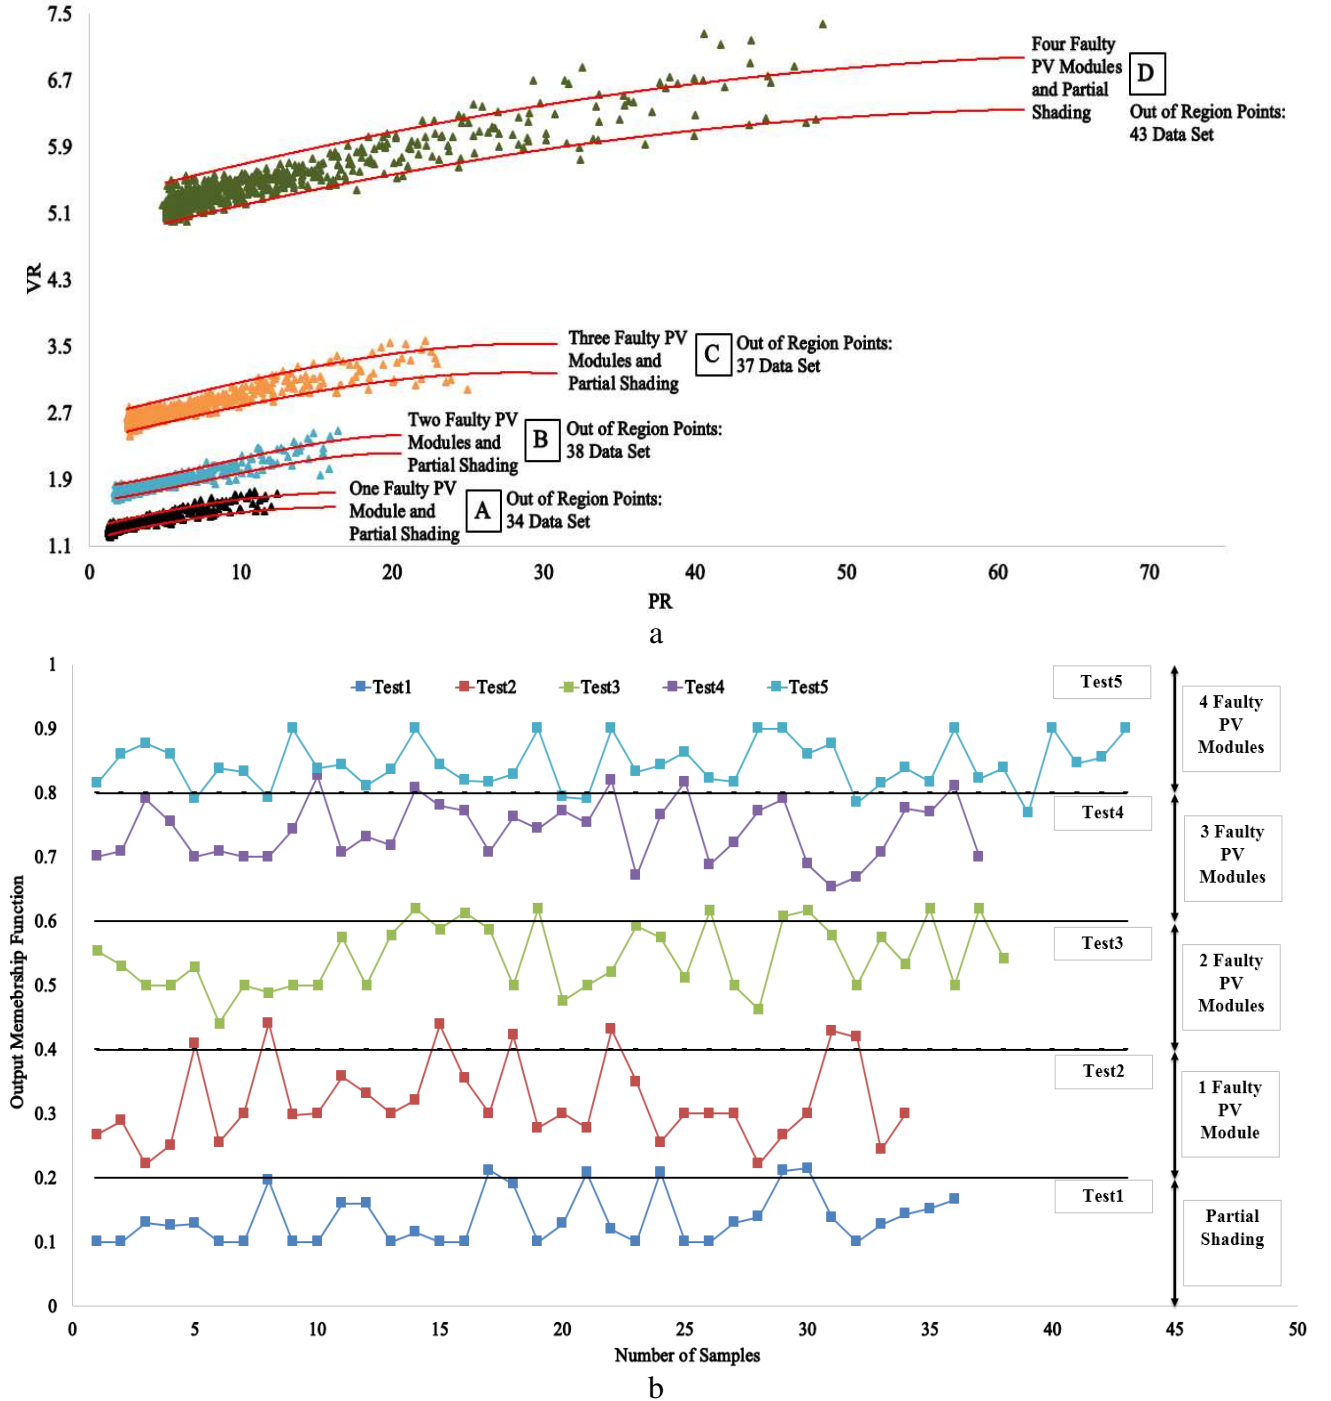 7.5
6.7
5.9
5.1
4.3
3.5
2.7
1.9
1.1
VR
0 10 20 30 40 50 60 70
PR
Four Faulty
PV Modules
and Partial
Shading
D
Out of Region Points:
43 Data Set
Three Faulty PV
Modules and
Partial Shading
C
Out of Region Points:
37 Data Set
Two Faulty PV
Modules and
Partial Shading
B
Out of Region Points:
38 Data Set
One Faulty PV
Module and
Partial Shading
A
Out of Region Points:
34 Data Set
a
Test1 Test2 Test3 Test4 Test5
1
0.9
0.8
0.7
0.6
0.5
0.4
0.3
0.2
0.1
0
Output Memebrship Function
Test5
Test4
Test3
Test2
Test1
4 Faulty
PV
Modules
3 Faulty
PV
Modules
2 Faulty
PV
Modules
1 Faulty
PV
Module
Partial
Shading
0 5 10 15 20 25 30 35 40 45 50
Number of Samples
b